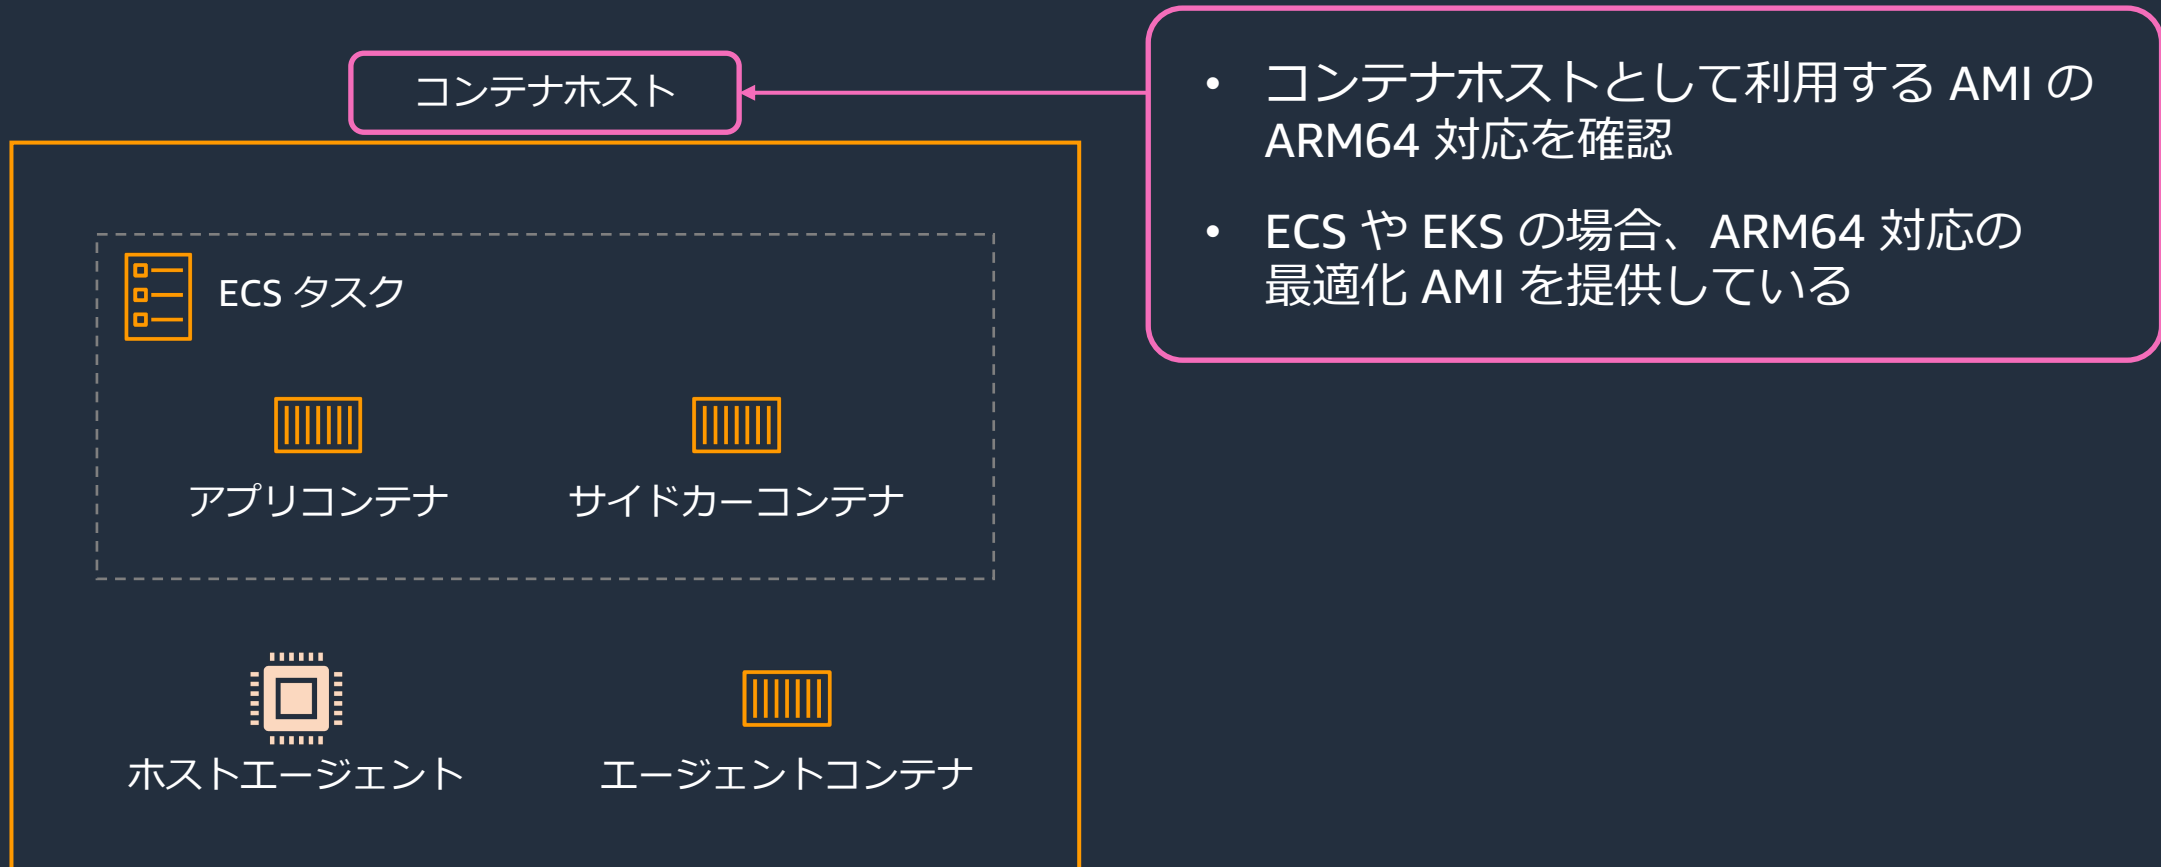 コンテナホスト
• コンテナホストとして利用する AMI の
ARM64 対応を確認
• ECS や EKS の場合、ARM64 対応の
最適化 AMI を提供している
ECS タスク
アプリコンテナ
サイドカーコンテナ
ホストエージェント
エージェントコンテナ